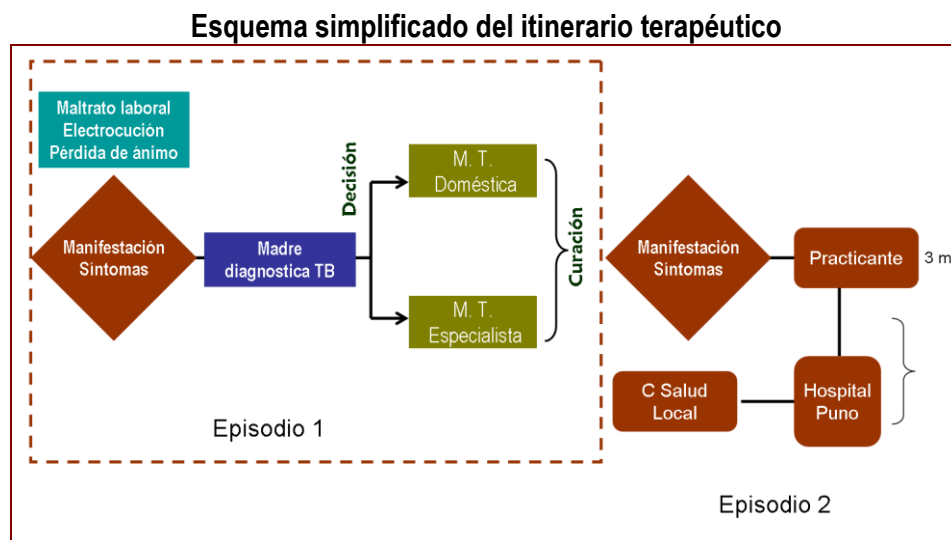 Esquema simplificado del itinerario terapéutico
Maltrato laboral
Electrocución
Pérdida de ánimo
Manifestación
Sintomas
Madre
diagnostica TB
Decisión
M. T.
Doméstica
M. T.
Especialista
Curación
Episodio 1
Manifestación
Sintomas
Practicante
3 m
C Salud
Local
Hospital
Puno
Episodio 2